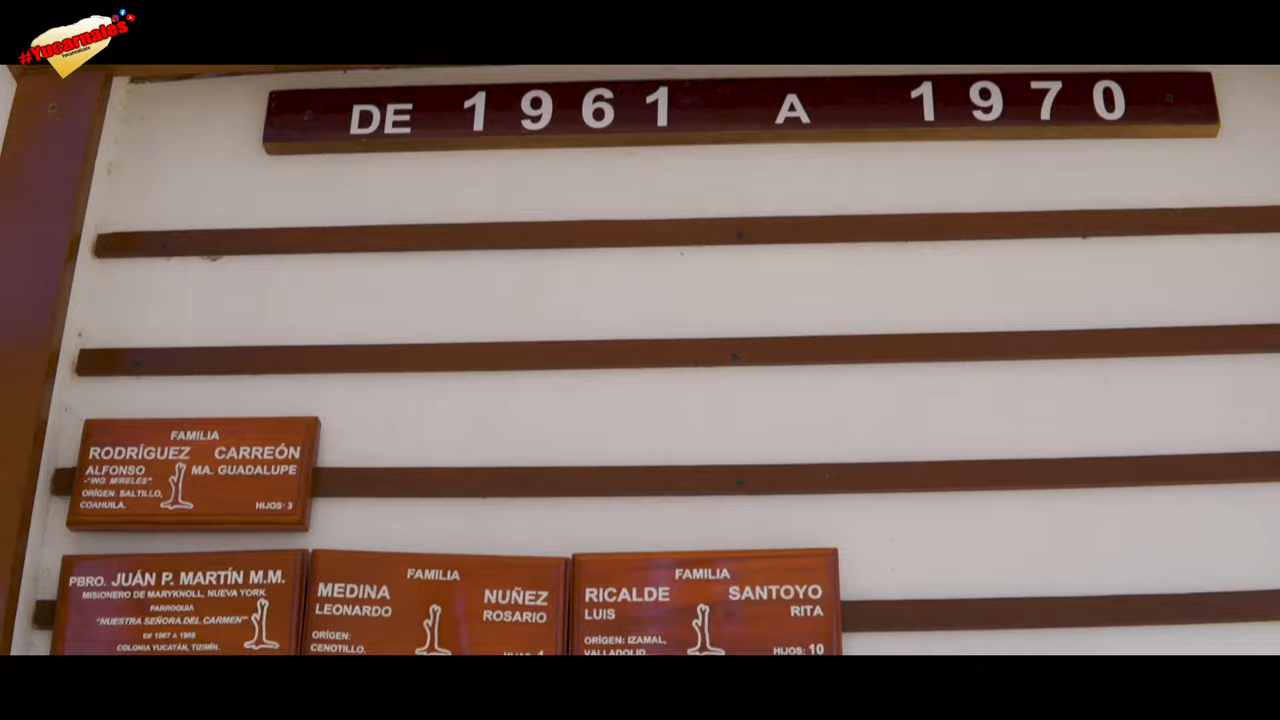 #Yucarnales
DE 1961 A 1970
FAMILIA
RODRÍGUEZ CARREÓN
ALFONSO MA. GUADALUPE
-"ING. MIRELES"
ORÍGEN: SALTILLO,
COAHUILA.
HIJOS: 3
PBRO. JUÁN P. MARTÍN M.M.
MISIONERO DE MARYKNOLL, NUEVA YORK
PARROQUIA
"NUESTRA SEÑORA DEL CARMEN"
DE 1967 A 1969
COLONIA YUCATÁN, TIZIMÍN.
FAMILIA
MEDINA NUÑEZ
LEONARDO ROSARIO
ORÍGEN:
CENOTILLO.
FAMILIA
RICALDE SANTOYO
LUIS RITA
ORÍGEN: IZAMAL,
VALLADOLID.
HIJOS: 10